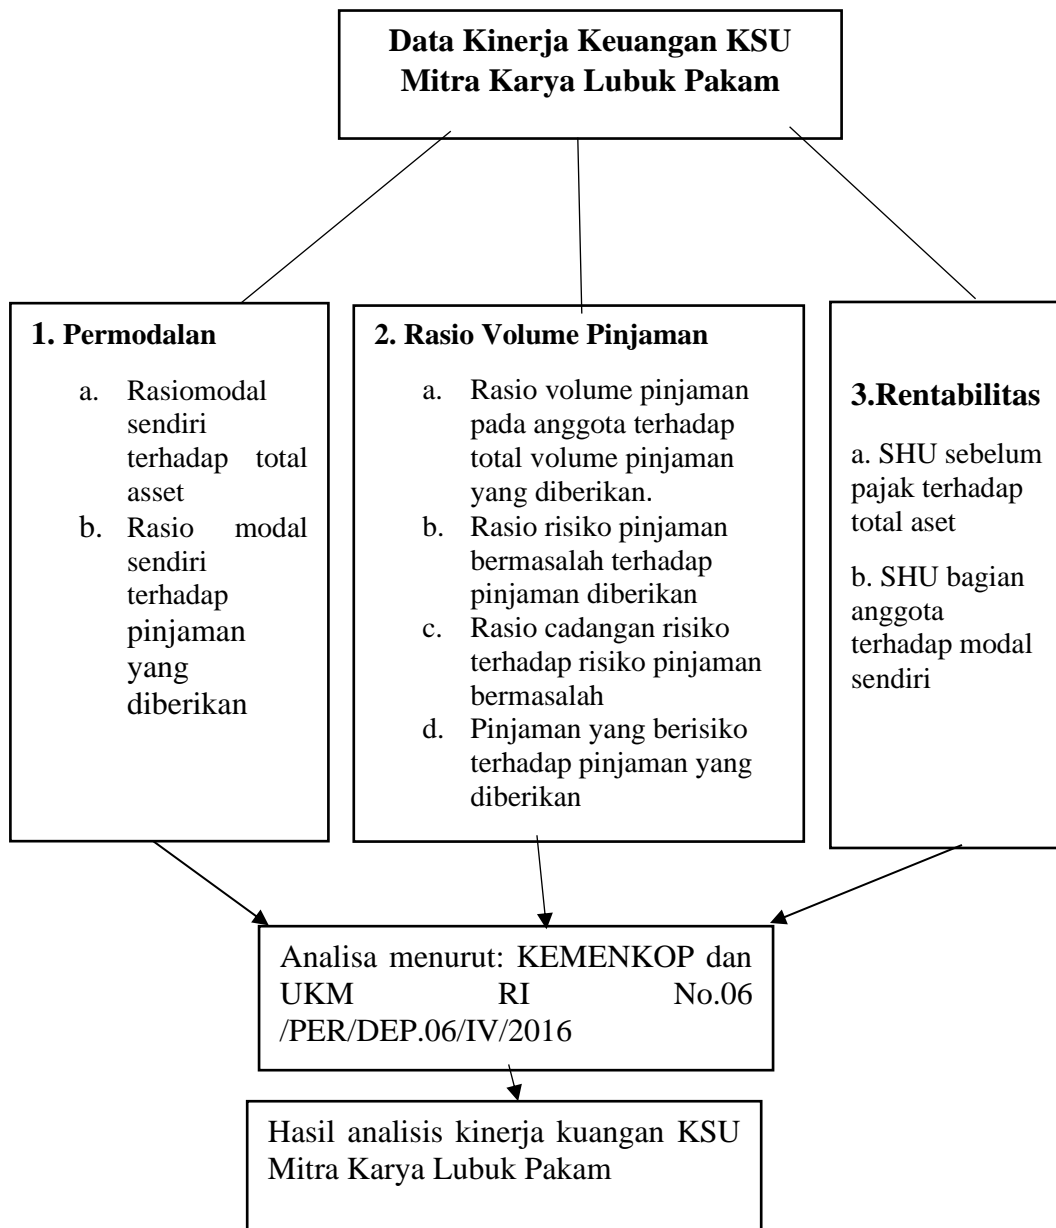 Data Kinerja Keuangan KSU
Mitra Karya Lubuk Pakam
1. Permodalan
a. Rasiomodal
sendiri
terhadap total
asset
b. Rasio modal
sendiri
terhadap
pinjaman
yang
diberikan
2. Rasio Volume Pinjaman
a. Rasio volume pinjaman
pada anggota terhadap
total volume pinjaman
yang diberikan.
b. Rasio risiko pinjaman
bermasalah terhadap
pinjaman diberikan
c. Rasio cadangan risiko
terhadap risiko pinjaman
bermasalah
d. Pinjaman yang berisiko
terhadap pinjaman yang
diberikan
3.Rentabilitas
a. SHU sebelum
pajak terhadap
total aset
b. SHU bagian
anggota
terhadap modal
sendiri
Analisa menurut: KEMENKOP dan
UKM RI No.06
/PER/DEP.06/IV/2016
Hasil analisis kinerja kuangan KSU
Mitra Karya Lubuk Pakam